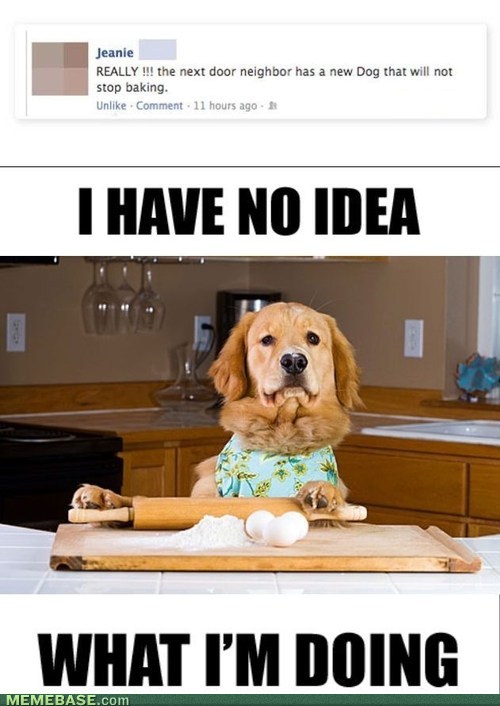 Jeanie
REALLY !!! the next door neighbor has a new Dog that will not
stop baking.
Unlike · Comment · 11 hours ago ·
I HAVE NO IDEA
WHAT I'M DOING
MEMEBASE.com